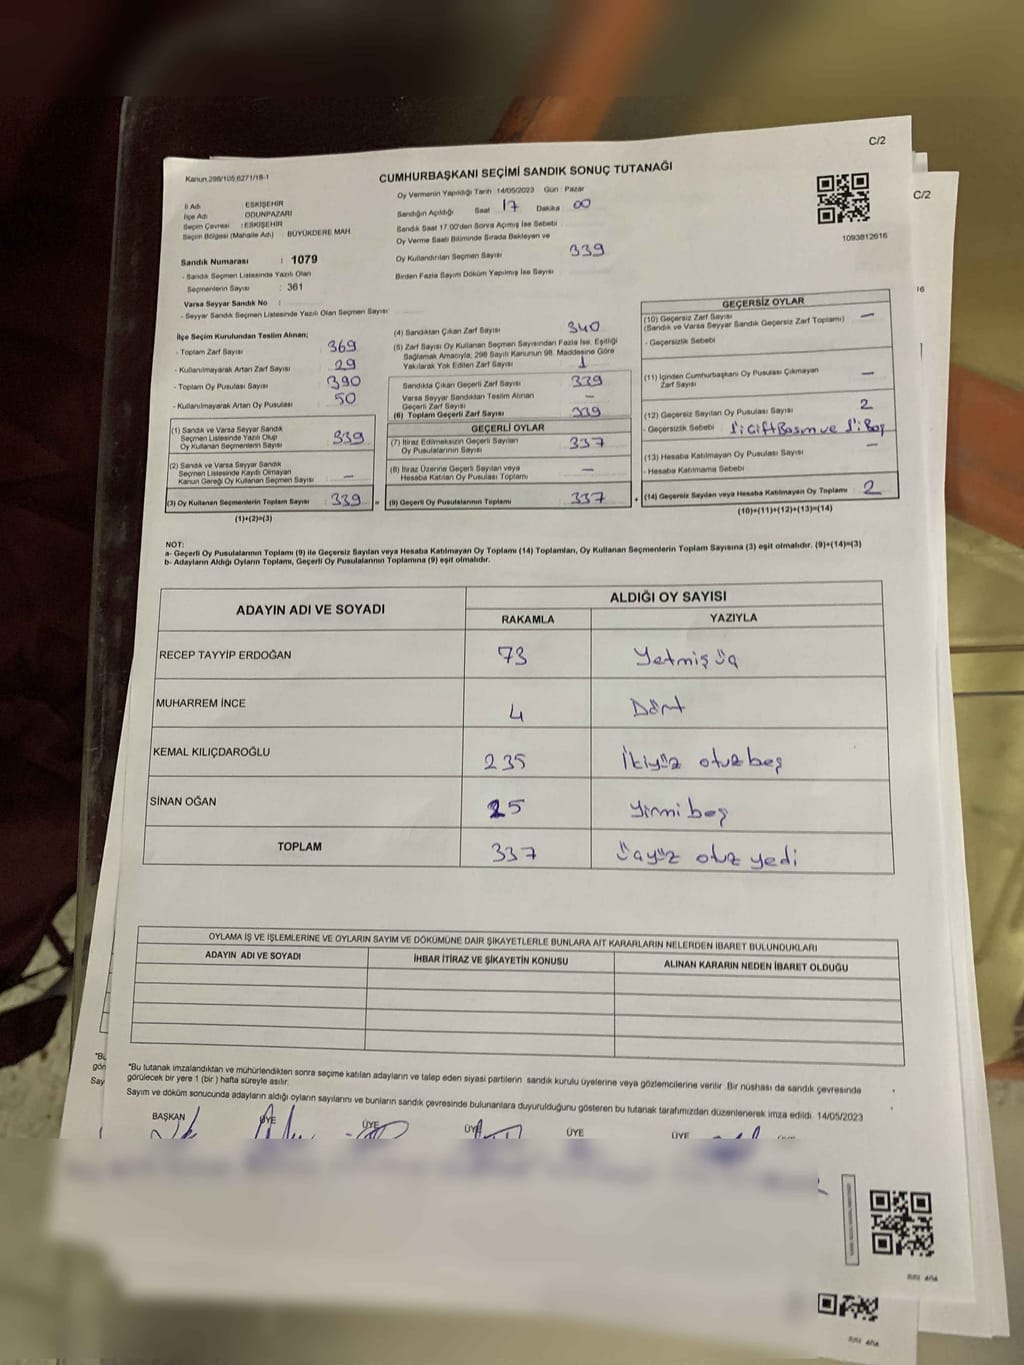 C/2
Kanun.298/105,6271/18-1
CUMHURBAŞKANI SEÇİMİ SANDIK SONUÇ TUTANAĞI
C/2
İl Adı : ESKİŞEHİR
İlçe Adı : ODUNPAZARI
Seçim Çevresi : ESKİŞEHİR
Seçim Bölgesi (Mahalle Adı) : BÜYÜKDERE MAH.
Oy Vermenin Yapıldığı Tarih : 14/05/2023 Gün : Pazar
Sandığın Açıldığı Saat 17 Dakika 00
Sandık Saat 17.00'den Sonra Açılmış İse Sebebi
Oy Verme Saati Bitiminde Sırada Bekleyen ve
Oy Kullandırılan Seçmen Sayısı 339
Birden Fazla Sayım Döküm Yapılmış İse Sayısı
1093812616
Sandık Numarası : 1079
- Sandık Seçmen Listesinde Yazılı Olan
Seçmenlerin Sayısı : 361
Varsa Seyyar Sandık No :
- Seyyar Sandık Seçmen Listesinde Yazılı Olan Seçmen Sayısı:
İlçe Seçim Kurulundan Teslim Alınan;
- Toplam Zarf Sayısı 369
- Kullanılmayarak Artan Zarf Sayısı 29
- Toplam Oy Pusulası Sayısı 390
- Kullanılmayarak Artan Oy Pusulası 50
(1) Sandık ve Varsa Seyyar Sandık
Seçmen Listesinde Yazılı Olup
Oy Kullanan Seçmenlerin Sayısı 339
(2) Sandık ve Varsa Seyyar Sandık
Seçmen Listesinde Kayıtlı Olmayan
Kanun Gereği Oy Kullanan Seçmen Sayısı –
(3) Oy Kullanan Seçmenlerin Toplam Sayısı 339 =
(1)+(2)=(3)
(4) Sandıktan Çıkan Zarf Sayısı 340
(5) Zarf Sayısı Oy Kullanan Seçmen Sayısından Fazla İse, Eşitliği
Sağlamak Amacıyla, 298 Sayılı Kanunun 98. Maddesine Göre
Yakılarak Yok Edilen Zarf Sayısı 1
Sandıkta Çıkan Geçerli Zarf Sayısı 339
Varsa Seyyar Sandıktan Teslim Alınan
Geçerli Zarf Sayısı –
(6) Toplam Geçerli Zarf Sayısı 339
GEÇERLİ OYLAR
(7) İtiraz Edilmeksizin Geçerli Sayılan
Oy Pusulalarının Sayısı 337
(8) İtiraz Üzerine Geçerli Sayılan veya
Hesaba Katılan Oy Pusulası Toplamı –
(9) Geçerli Oy Pusulalarının Toplamı 337 +
GEÇERSİZ OYLAR
(10) Geçersiz Zarf Sayısı –
(Sandık ve Varsa Seyyar Sandık Geçersiz Zarf Toplamı)
- Geçersizlik Sebebi
(11) İçinden Cumhurbaşkanı Oy Pusulası Çıkmayan
Zarf Sayısı –
(12) Geçersiz Sayılan Oy Pusulası Sayısı 2
- Geçersizlik Sebebi 1'i Çift Basım ve 1'i Boş
(13) Hesaba Katılmayan Oy Pusulası Sayısı –
- Hesaba Katılmama Sebebi
(14) Geçersiz Sayılan veya Hesaba Katılmayan Oy Toplamı 2
(10)+(11)+(12)+(13)=(14)
NOT:
a- Geçerli Oy Pusulalarının Toplamı (9) ile Geçersiz Sayılan veya Hesaba Katılmayan Oy Toplamı (14) Toplamları, Oy Kullanan Seçmenlerin Toplam Sayısına (3) eşit olmalıdır. (9)+(14)=(3)
b- Adayların Aldığı Oyların Toplamı, Geçerli Oy Pusulalarının Toplamına (9) eşit olmalıdır.
ADAYIN ADI VE SOYADI ALDIĞI OY SAYISI
RAKAMLA YAZIYLA
RECEP TAYYİP ERDOĞAN 73 Yetmiş üç
MUHARREM İNCE 4 Dört
KEMAL KILIÇDAROĞLU 235 İkiyüz otuz beş
SİNAN OĞAN 25 Yirmi beş
TOPLAM 337 Üçyüz otuz yedi
OYLAMA İŞ VE İŞLEMLERİNE VE OYLARIN SAYIM VE DÖKÜMÜNE DAİR ŞİKAYETLERLE BUNLARA AİT KARARLARIN NELERDEN İBARET BULUNDUKLARI
ADAYIN ADI VE SOYADI İHBAR İTİRAZ VE ŞİKAYETİN KONUSU ALINAN KARARIN NEDEN İBARET OLDUĞU
*Bu tutanak imzalandıktan ve mühürlendikten sonra seçime katılan adayların ve talep eden siyasi partilerin sandık kurulu üyelerine veya gözlemcilerine verilir. Bir nüshası da sandık çevresinde
görülecek bir yere 1 (bir) hafta süreyle asılır.
Sayım ve döküm sonucunda adayların aldığı oyların sayılarını ve bunların sandık çevresinde bulunanlara duyurulduğunu gösteren bu tutanak tarafımızdan düzenlenerek imza edildi. 14/05/2023
BAŞKAN ÜYE ÜYE ÜYE ÜYE ÜYE